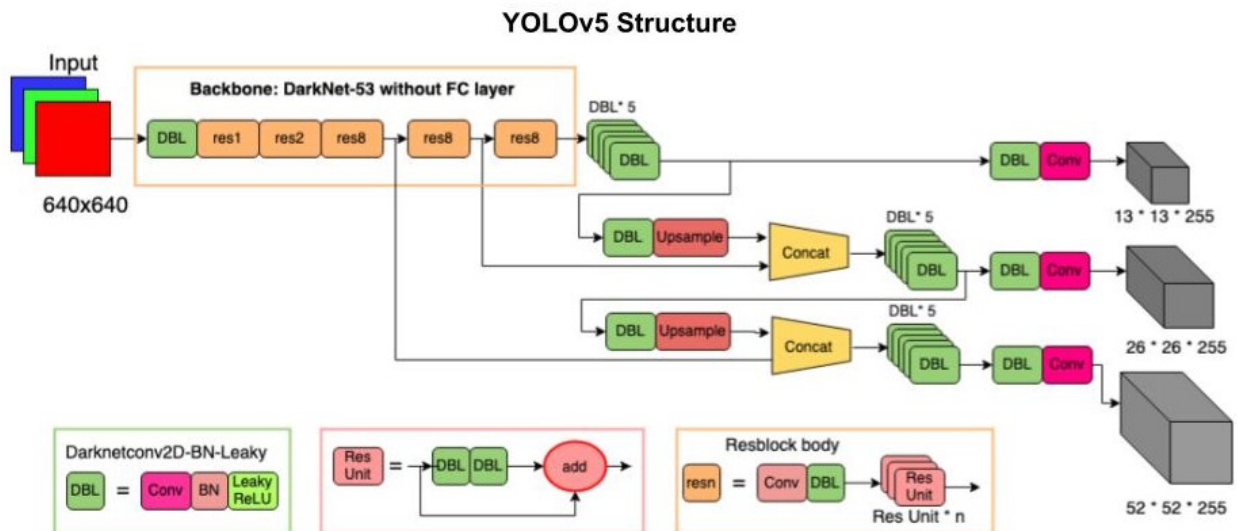 YOLOv5 Structure
Input
640x640
Backbone: DarkNet-53 without FC layer
DBL res1 res2 res8 res8 res8
DBL* 5
DBL
DBL Conv
13 * 13 * 255
DBL Upsample
Concat
DBL* 5
DBL
DBL Conv
26 * 26 * 255
DBL Upsample
Concat
DBL* 5
DBL
DBL Conv
52 * 52 * 255
Darknetconv2D-BN-Leaky
DBL = Conv BN Leaky ReLU
Res Unit = DBL DBL add
Resblock body
resn = Conv DBL Res Unit
Res Unit * n